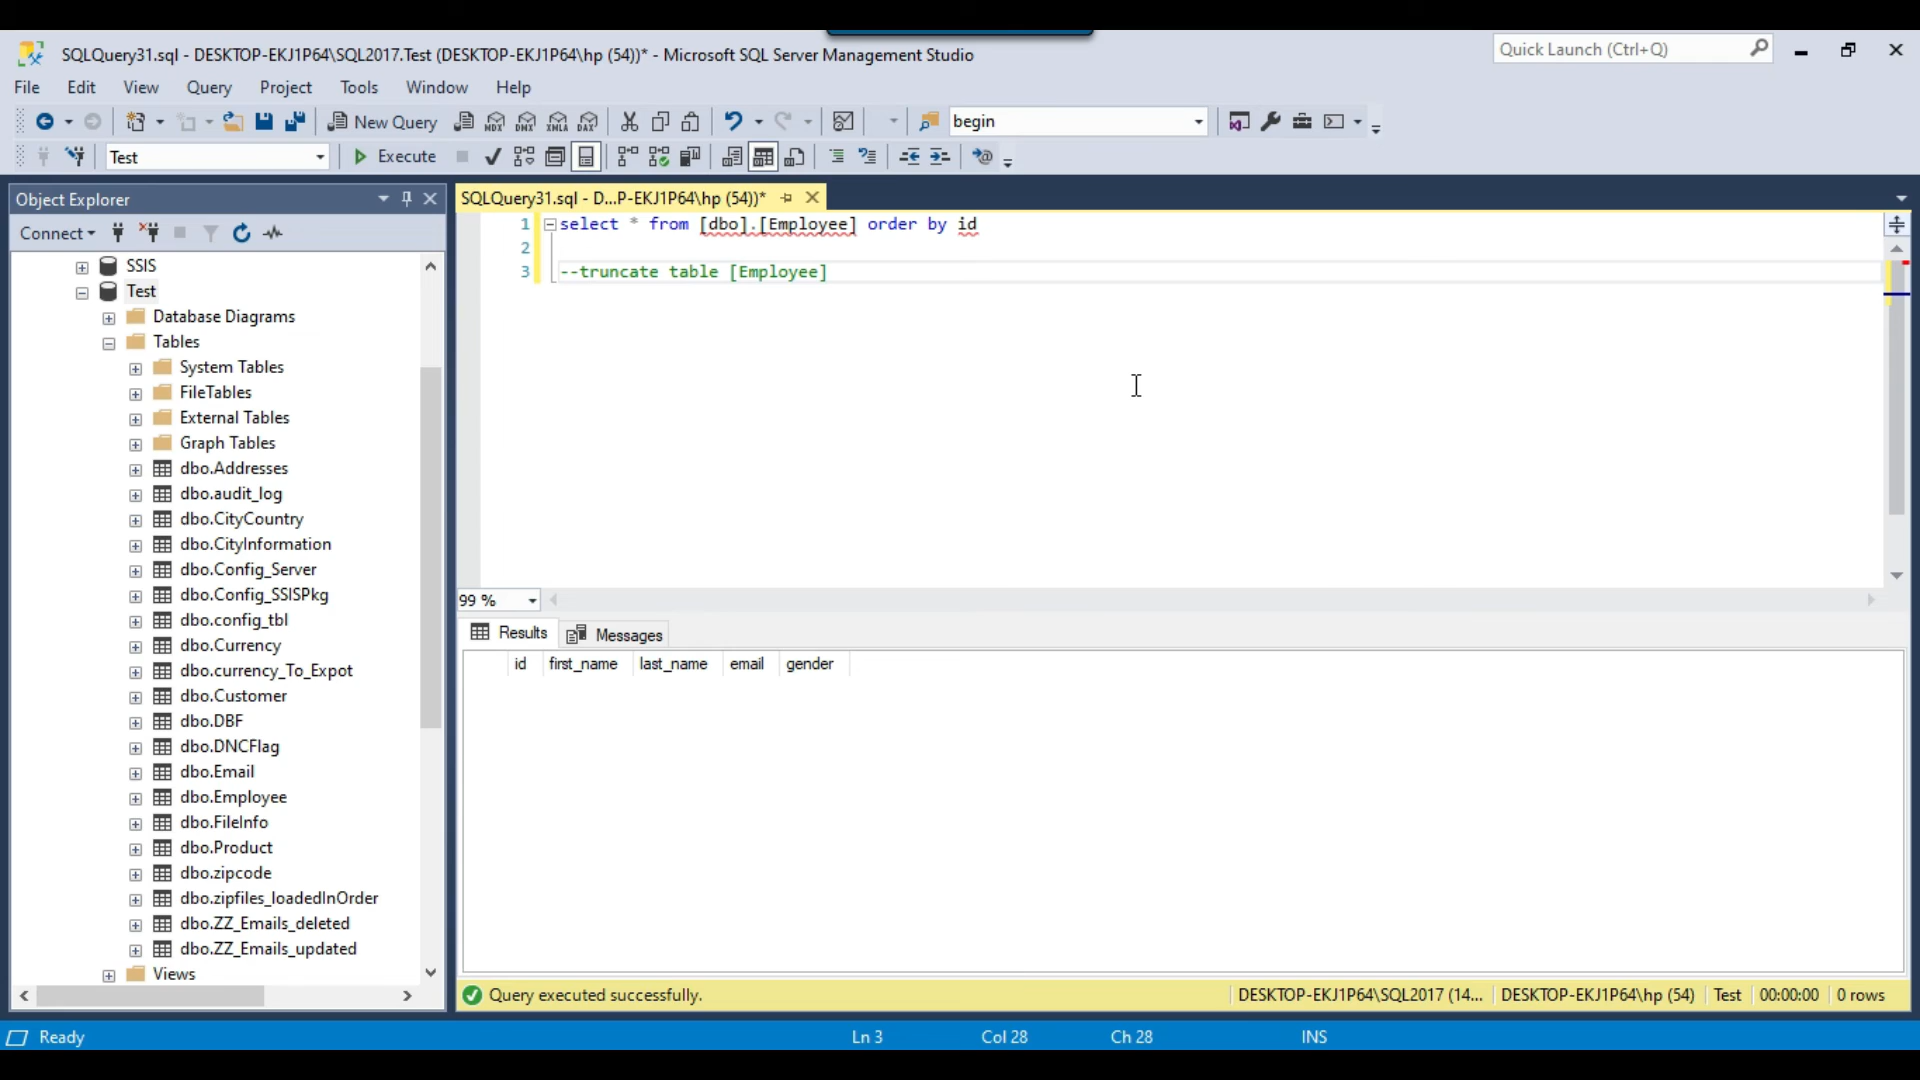 SQLQuery31.sql - DESKTOP-EKJ1P64\SQL2017.Test (DESKTOP-EKJ1P64\hp (54))* - Microsoft SQL Server Management Studio
Quick Launch (Ctrl+Q)
File Edit View Query Project Tools Window Help
New Query MDX DMX XMLA DAX begin
Test Execute
Object Explorer
SQLQuery31.sql - D...P-EKJ1P64\hp (54))*
Connect
1 select * from [dbo].[Employee] order by id
2
3 --truncate table [Employee]
SSIS
Test
Database Diagrams
Tables
System Tables
FileTables
External Tables
Graph Tables
dbo.Addresses
dbo.audit_log
dbo.CityCountry
dbo.CityInformation
dbo.Config_Server
dbo.Config_SSISPkg
dbo.config_tbl
dbo.Currency
dbo.currency_To_Expot
dbo.Customer
dbo.DBF
dbo.DNCFlag
dbo.Email
dbo.Employee
dbo.FileInfo
dbo.Product
dbo.zipcode
dbo.zipfiles_loadedInOrder
dbo.ZZ_Emails_deleted
dbo.ZZ_Emails_updated
Views
99 %
Results Messages
id first_name last_name email gender
Query executed successfully. DESKTOP-EKJ1P64\SQL2017 (14... DESKTOP-EKJ1P64\hp (54) Test 00:00:00 0 rows
Ready Ln 3 Col 28 Ch 28 INS